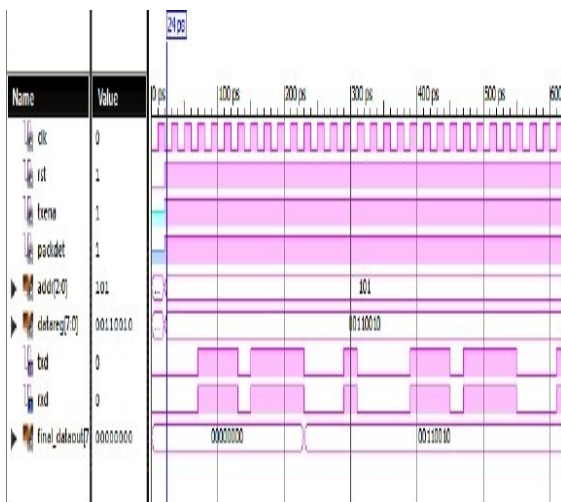 24 ps
Name Value 0 ps 100 ps 200 ps 300 ps 400 ps 500 ps 600
clk 0
rst 1
txena 1
packdet 1
addr[2:0] 101 ... 101
datareg[7:0] 00110010 ... 00110010
txd 0
rxd 0
final_dataout[7 00000000 00000000 00110010